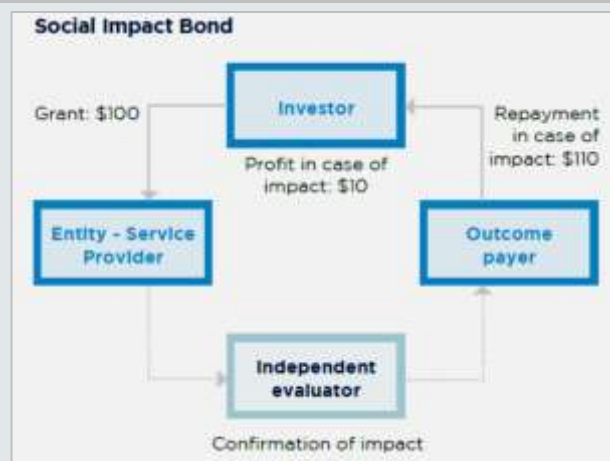 Social Impact Bond
Investor
Grant: $100
Repayment
in case of
impact: $110
Profit in case of
impact: $10
Entity - Service
Provider
Outcome
payer
Independent
evaluator
Confirmation of impact